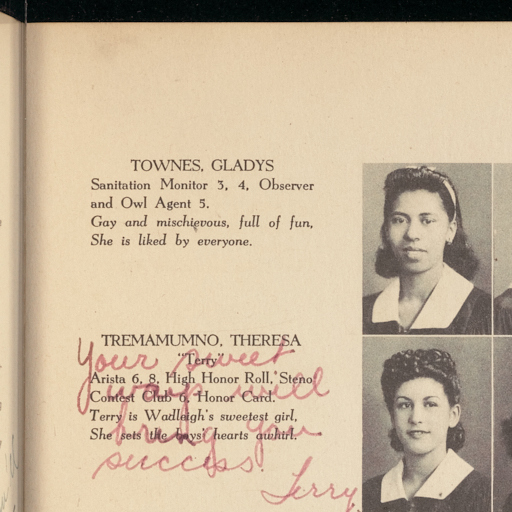 TOWNES, GLADYS
Sanitation Monitor 3, 4, Observer
and Owl Agent 5.
Gay and mischievous, full of fun,
She is liked by everyone.
TREMAMUMNO, THERESA
"Terry"
Arista 6, 8, High Honor Roll, Steno
Contest Club 6, Honor Card.
Terry is Wadleigh's sweetest girl,
She sets the boys' hearts awhirl.
Your sweet
ways will
bring you
success.
Terry